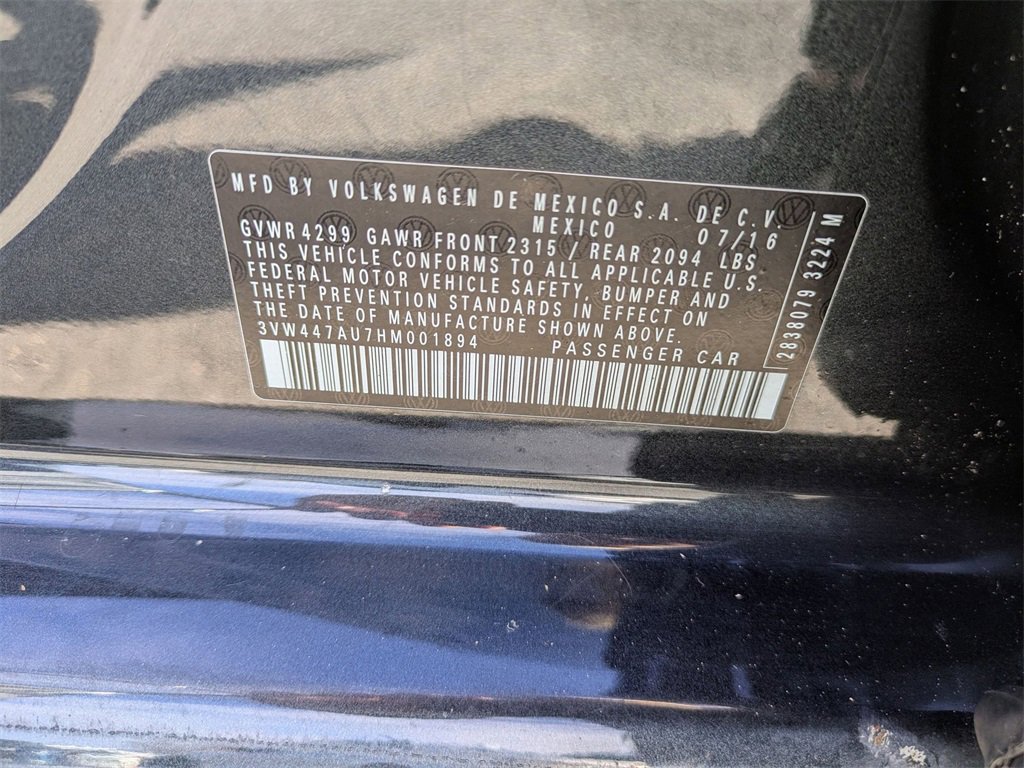 MFD BY VOLKSWAGEN DE MEXICO S.A. DE C.V.
MEXICO 07/16
GVWR 4299 GAWR FRONT 2315 / REAR 2094 LBS
THIS VEHICLE CONFORMS TO ALL APPLICABLE U.S.
FEDERAL MOTOR VEHICLE SAFETY, BUMPER AND
THEFT PREVENTION STANDARDS IN EFFECT ON
THE DATE OF MANUFACTURE SHOWN ABOVE.
3VW447AU7HM001894 PASSENGER CAR
2838079 3224 M